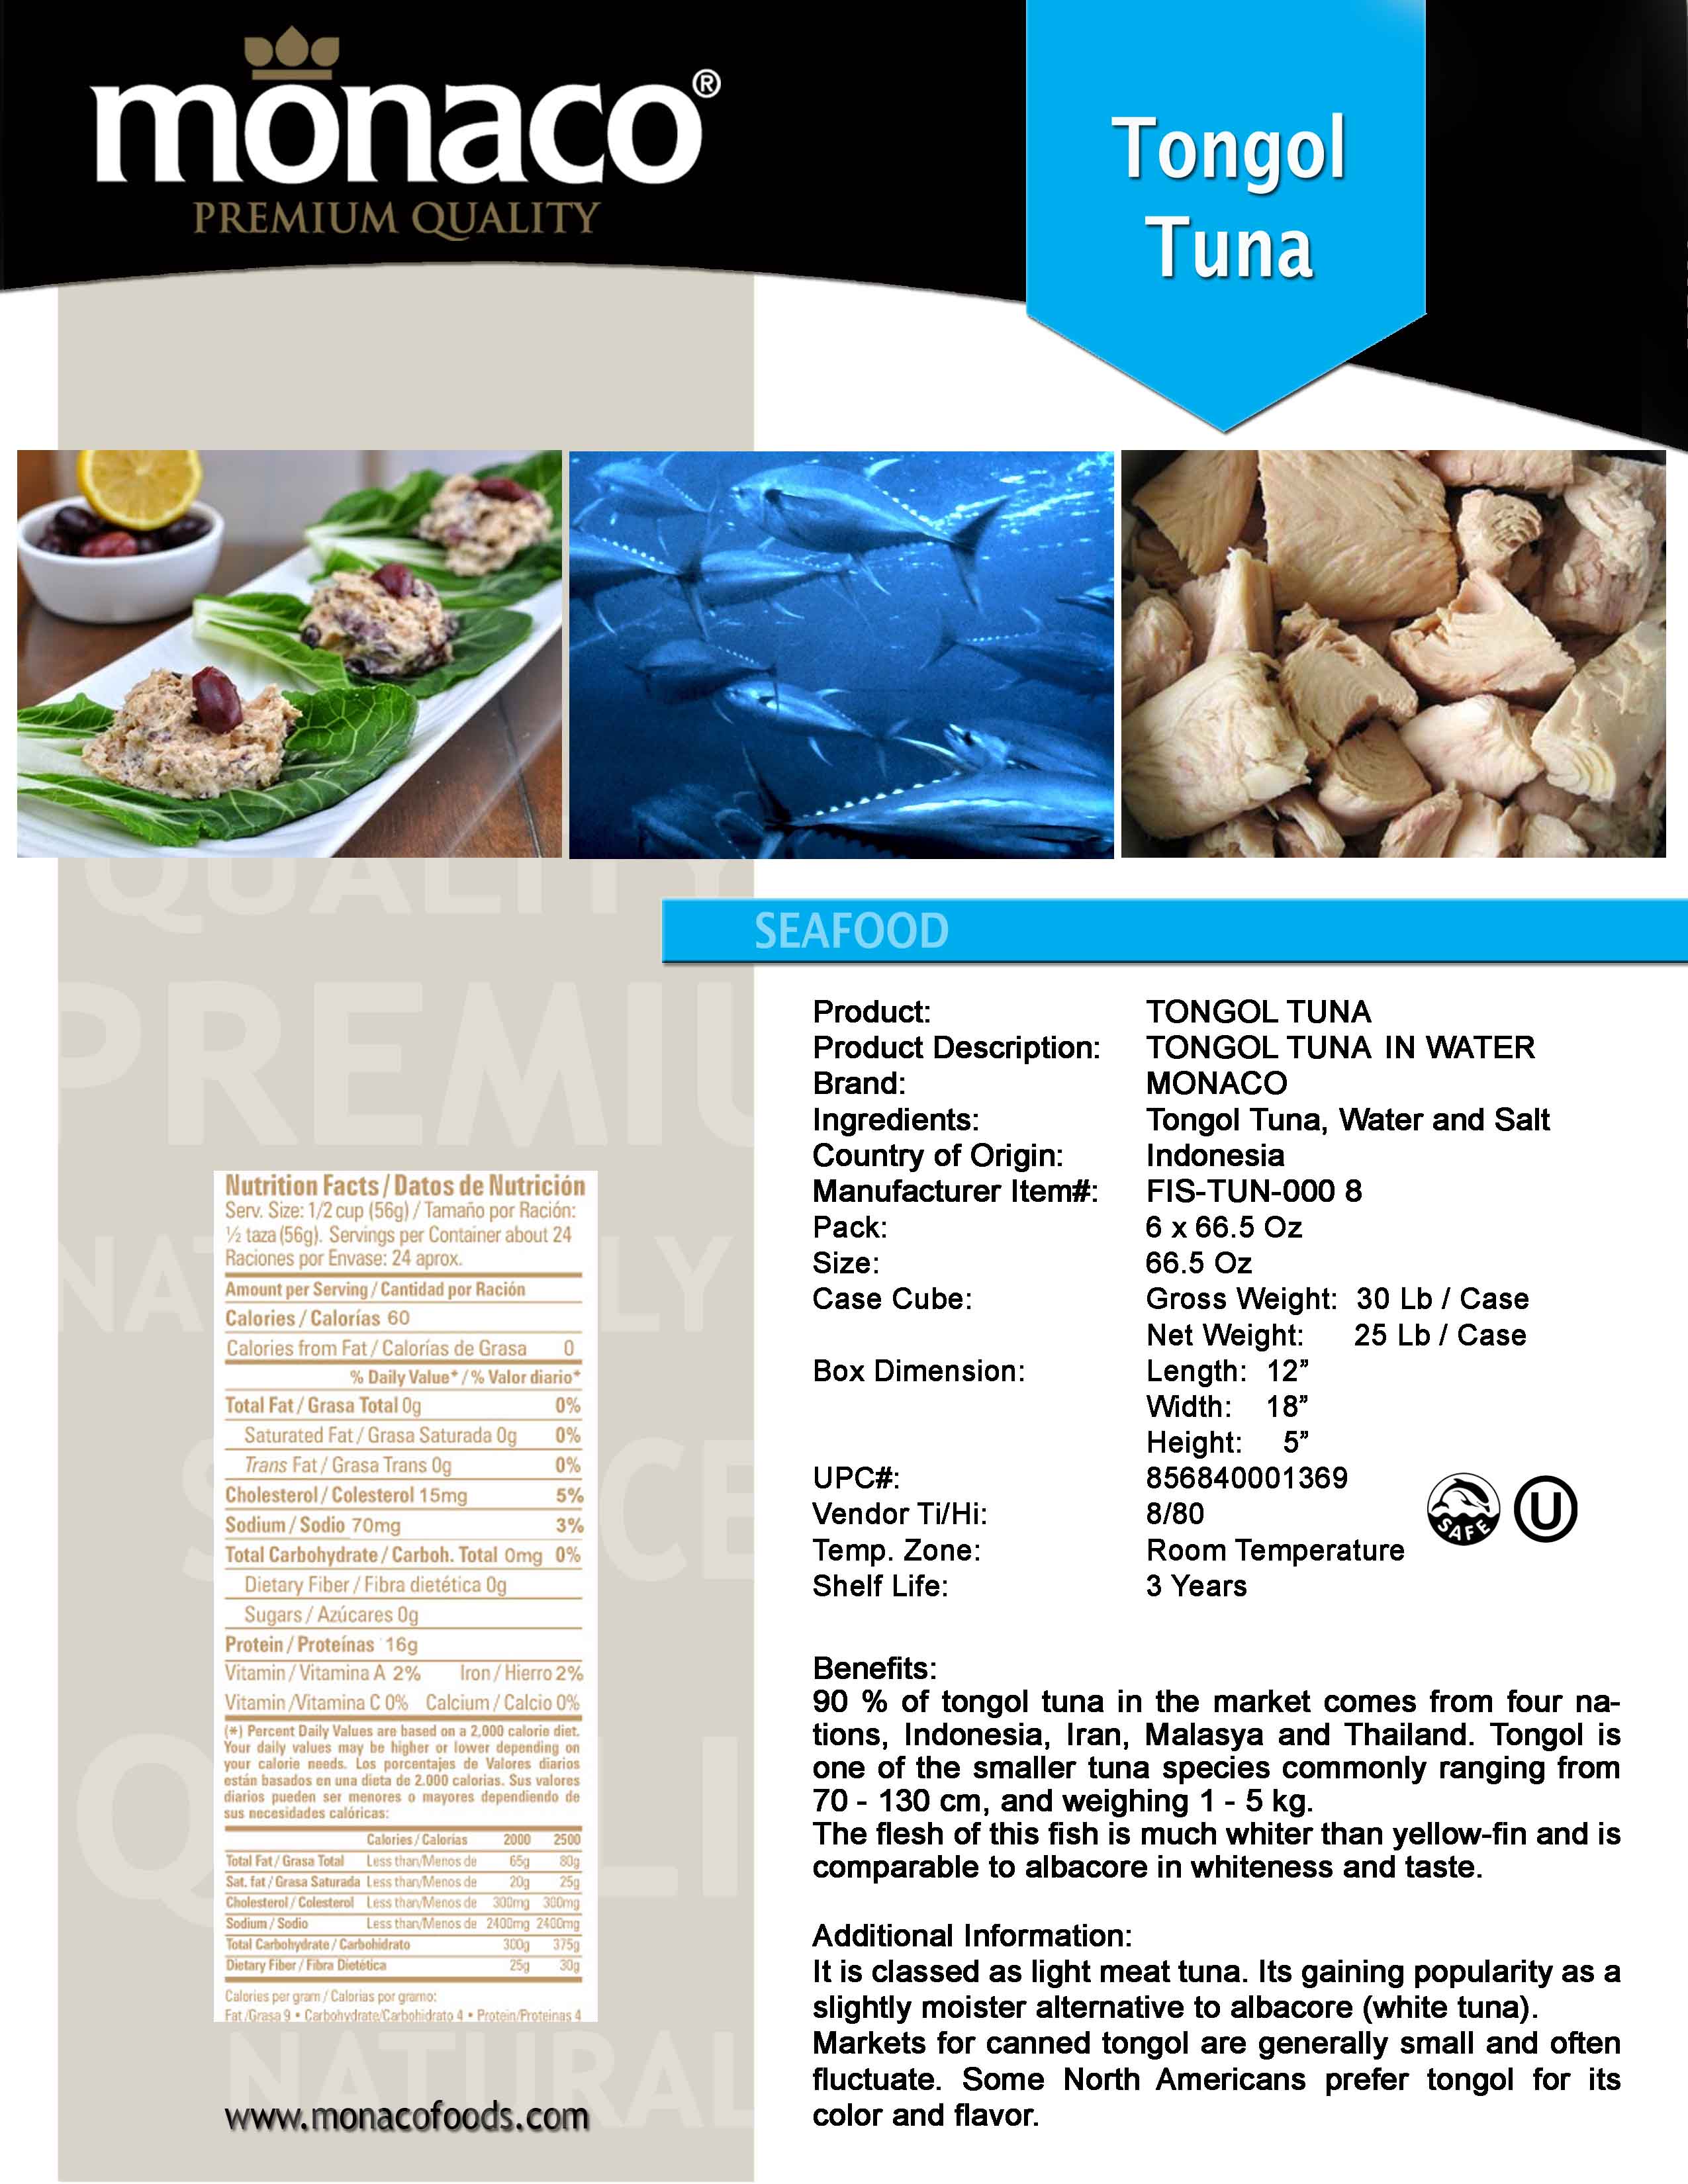 monaco®
PREMIUM QUALITY
Tongol
Tuna
QUALITY
SEAFOOD
PREMIU
Product: TONGOL TUNA
Product Description: TONGOL TUNA IN WATER
Brand: MONACO
Ingredients: Tongol Tuna, Water and Salt
Country of Origin: Indonesia
Manufacturer Item#: FIS-TUN-000 8
Pack: 6 x 66.5 Oz
Size: 66.5 Oz
Case Cube: Gross Weight: 30 Lb / Case
Net Weight: 25 Lb / Case
Box Dimension: Length: 12”
Width: 18”
Height: 5”
UPC#: 856840001369
Vendor Ti/Hi: 8/80
Temp. Zone: Room Temperature
Shelf Life: 3 Years
SAFE
U
Benefits:
90 % of tongol tuna in the market comes from four na-
tions, Indonesia, Iran, Malasya and Thailand. Tongol is
one of the smaller tuna species commonly ranging from
70 - 130 cm, and weighing 1 - 5 kg.
The flesh of this fish is much whiter than yellow-fin and is
comparable to albacore in whiteness and taste.
Additional Information:
It is classed as light meat tuna. Its gaining popularity as a
slightly moister alternative to albacore (white tuna).
Markets for canned tongol are generally small and often
fluctuate. Some North Americans prefer tongol for its
color and flavor.
Nutrition Facts / Datos de Nutrición
Serv. Size: 1/2 cup (56g) / Tamaño por Ración:
½ taza (56g). Servings per Container about 24
Raciones por Envase: 24 aprox.
Amount per Serving / Cantidad por Ración
Calories / Calorías 60
Calories from Fat / Calorías de Grasa 0
% Daily Value* / % Valor diario*
Total Fat / Grasa Total 0g 0%
Saturated Fat / Grasa Saturada 0g 0%
Trans Fat / Grasa Trans 0g 0%
Cholesterol / Colesterol 15mg 5%
Sodium / Sodio 70mg 3%
Total Carbohydrate / Carboh. Total 0mg 0%
Dietary Fiber / Fibra dietética 0g
Sugars / Azúcares 0g
Protein / Proteínas 16g
Vitamin / Vitamina A 2% Iron / Hierro 2%
Vitamin /Vitamina C 0% Calcium / Calcio 0%
(*) Percent Daily Values are based on a 2,000 calorie diet.
Your daily values may be higher or lower depending on
your calorie needs. Los porcentajes de Valores diarios
están basados en una dieta de 2.000 calorias. Sus valores
diarios pueden ser menores o mayores dependiendo de
sus necesidades calóricas:
Calories / Calorías 2000 2500
Total Fat / Grasa Total Less than/Menos de 65g 80g
Sat. fat / Grasa Saturada Less than/Menos de 20g 25g
Cholesterol / Colesterol Less than/Menos de 300mg 300mg
Sodium / Sodio Less than/Menos de 2400mg 2400mg
Total Carbohydrate / Carbohidrato 300g 375g
Dietary Fiber / Fibra Dietética 25g 30g
Calories per gram / Calorias por gramo:
Fat /Grasa 9 • Carbohydrate/Carbohidrato 4 • Protein/Proteinas 4
NATURAL
www.monacofoods.com